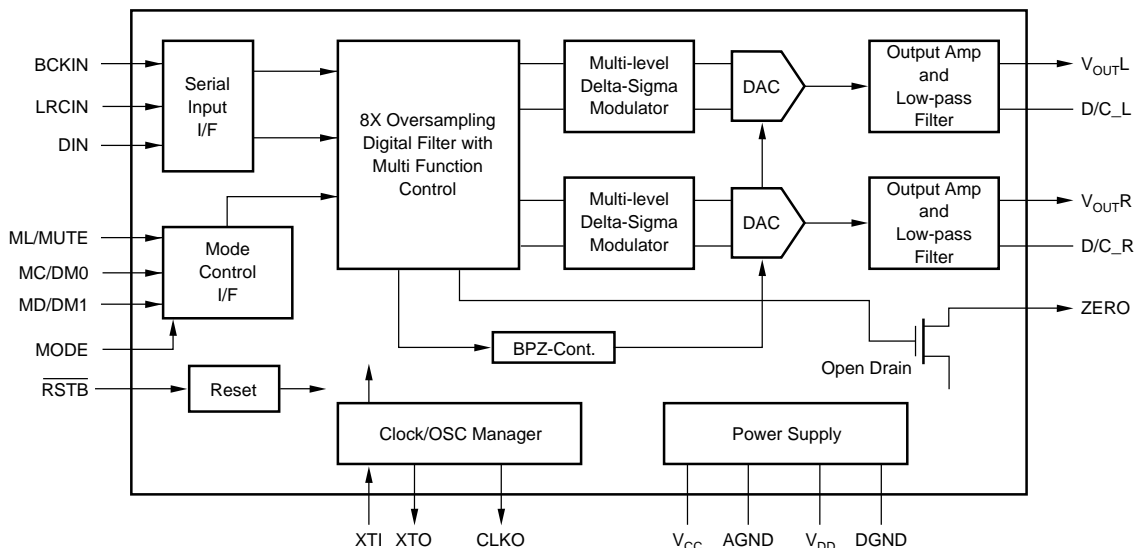 BCKIN
LRCIN
DIN
ML/MUTE
MC/DM0
MD/DM1
MODE
RSTB
Serial
Input
I/F
Mode
Control
I/F
Reset
8X Oversampling
Digital Filter with
Multi Function
Control
Multi-level
Delta-Sigma
Modulator
DAC
Output Amp
and
Low-pass
Filter
VOUTL
D/C_L
Multi-level
Delta-Sigma
Modulator
DAC
Output Amp
and
Low-pass
Filter
VOUTR
D/C_R
BPZ-Cont.
Open Drain
ZERO
Clock/OSC Manager
Power Supply
XTI
XTO
CLKO
VCC
AGND
VDD
DGND